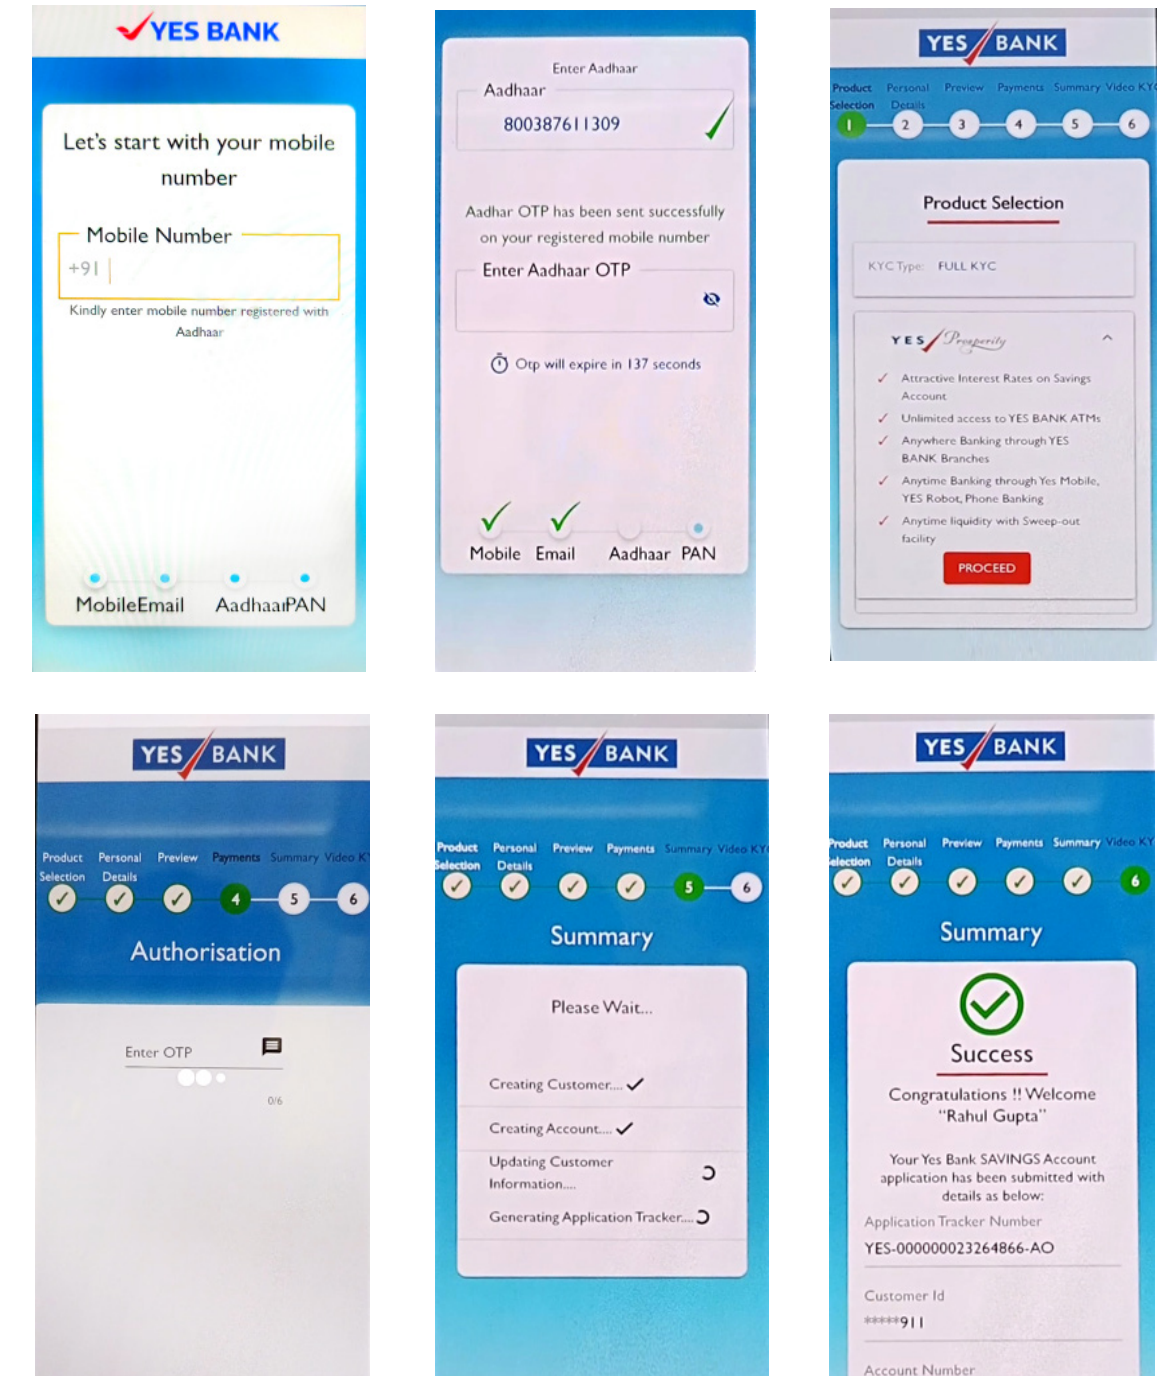 YES BANK
Let's start with your mobile
number
Mobile Number
+91
Kindly enter mobile number registered with
Aadhaar
Mobile Email Aadhaar PAN
Enter Aadhaar
Aadhaar
800387611309
Aadhar OTP has been sent successfully
on your registered mobile number
Enter Aadhaar OTP
Otp will expire in 137 seconds
Mobile Email Aadhaar PAN
YES BANK
Product Personal Preview Payments Summary Video KYC
Selection Details
1 2 3 4 5 6
Product Selection
KYC Type: FULL KYC
YES Prosperity
Attractive Interest Rates on Savings
Account
Unlimited access to YES BANK ATMs
Anywhere Banking through YES
BANK Branches
Anytime Banking through Yes Mobile,
YES Robot, Phone Banking
Anytime liquidity with Sweep-out
facility
PROCEED
YES BANK
Product Personal Preview Payments Summary Video K
Selection Details
4 5 6
Authorisation
Enter OTP
0/6
YES BANK
Product Personal Preview Payments Summary Video KY
Selection Details
5 6
Summary
Please Wait...
Creating Customer....
Creating Account....
Updating Customer
Information....
Generating Application Tracker....
YES BANK
Product Personal Preview Payments Summary Video KY
Selection Details
6
Summary
Success
Congratulations !! Welcome
"Rahul Gupta"
Your Yes Bank SAVINGS Account
application has been submitted with
details as below:
Application Tracker Number
YES-000000023264866-AO
Customer Id
*****911
Account Number